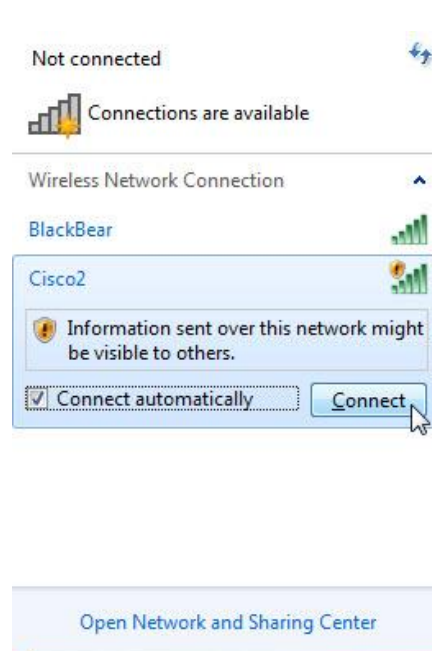 Not connected
Connections are available
Wireless Network Connection
BlackBear
Cisco2
Information sent over this network might
be visible to others.
Connect automatically
Connect
Open Network and Sharing Center